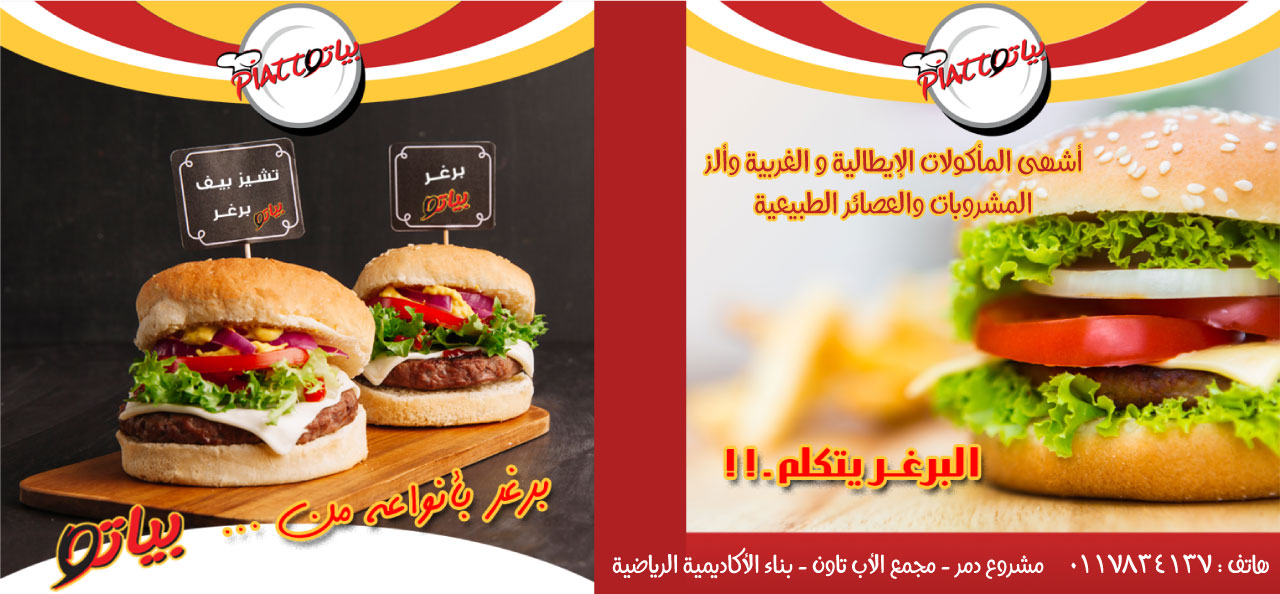 PIATTO بياتو
تشيز بيف
برغر بياتو
برغر
بياتو
برغر بأنواعه من ...
بياتو
PIATTO بياتو
أشهى المأكولات الإيطالية و الغربية وألذ
المشروبات والعصائر الطبيعية
البرغر يتكلم.!!
هاتف : ٠١١٧٨٣٤١٣٧ مشروع دمر - مجمع الأب تاون - بناء الأكاديمية الرياضية